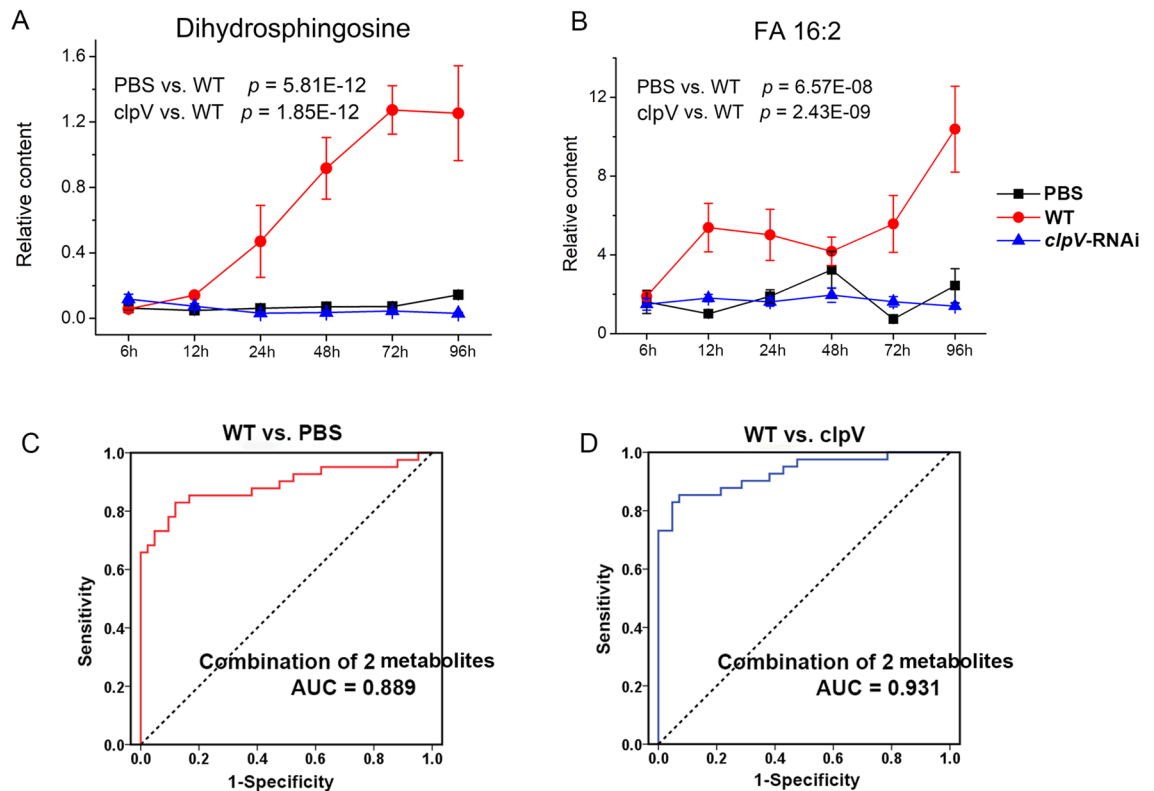 A
Dihydrosphingosine
PBS vs. WT p = 5.81E-12
clpV vs. WT p = 1.85E-12
Relative content
1.6
1.2
0.8
0.4
0.0
6h 12h 24h 48h 72h 96h
B
FA 16:2
PBS vs. WT p = 6.57E-08
clpV vs. WT p = 2.43E-09
Relative content
12
8
4
0
6h 12h 24h 48h 72h 96h
PBS
WT
clpV-RNAi
C
WT vs. PBS
Sensitivity
1.0
0.8
0.6
0.4
0.2
0.0
Combination of 2 metabolites
AUC = 0.889
0.0 0.2 0.4 0.6 0.8 1.0
1-Specificity
D
WT vs. clpV
Sensitivity
1.0
0.8
0.6
0.4
0.2
0.0
Combination of 2 metabolites
AUC = 0.931
0.0 0.2 0.4 0.6 0.8 1.0
1-Specificity